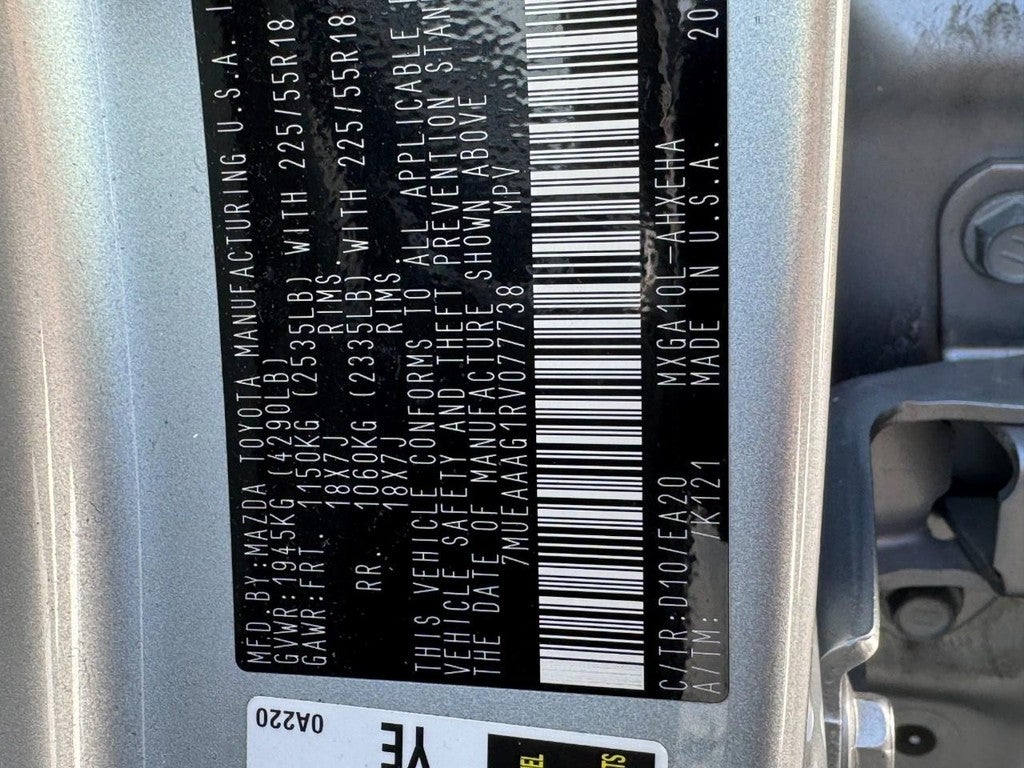 MFD.BY:MAZDA TOYOTA MANUFACTURING U.S.A.
GVWR:1945KG(4290LB)
GAWR:FRT. 1150KG (2535LB) WITH 225/55R18
18X7J RIMS.
RR. 1060KG (2335LB) WITH 225/55R18
18X7J RIMS.
THIS VEHICLE CONFORMS TO ALL APPLICABLE
VEHICLE SAFETY AND THEFT PREVENTION STAN
THE DATE OF MANUFACTURE SHOWN ABOVE
7MUEAAAG1RV077738 MPV
C/TR:D10/EA20 MXGA10L-AHXEHA
A/TM: /K121 MADE IN U.S.A. 20
0A220
YE